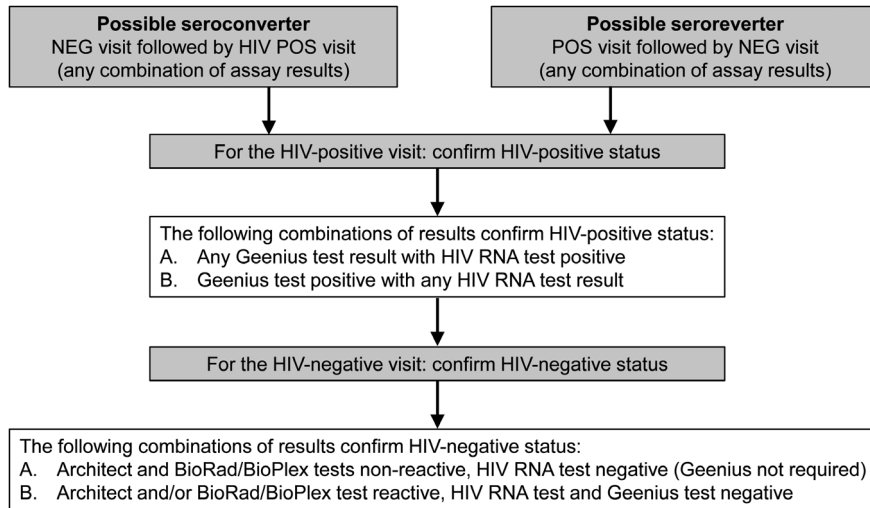 Possible seroconverter
NEG visit followed by HIV POS visit
(any combination of assay results)
Possible seroreverter
POS visit followed by NEG visit
(any combination of assay results)
For the HIV-positive visit: confirm HIV-positive status
The following combinations of results confirm HIV-positive status:
A. Any Geenius test result with HIV RNA test positive
B. Geenius test positive with any HIV RNA test result
For the HIV-negative visit: confirm HIV-negative status
The following combinations of results confirm HIV-negative status:
A. Architect and BioRad/BioPlex tests non-reactive, HIV RNA test negative (Geenius not required)
B. Architect and/or BioRad/BioPlex test reactive, HIV RNA test and Geenius test negative